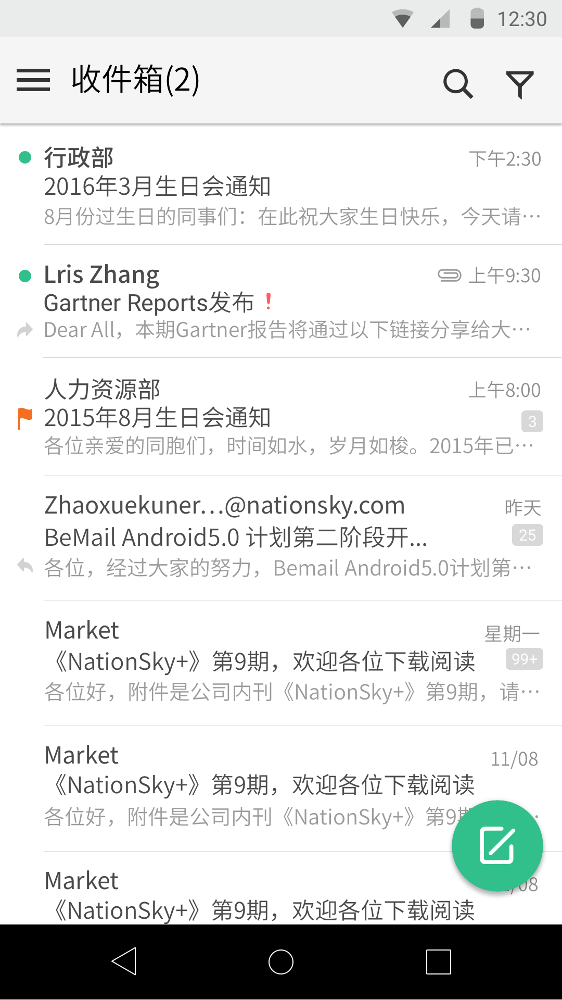 12:30
收件箱(2)
行政部
下午2:30
2016年3月生日会通知
8月份过生日的同事们：在此祝大家生日快乐，今天请…
Lris Zhang
上午9:30
Gartner Reports发布
Dear All，本期Gartner报告将通过以下链接分享给大…
人力资源部
上午8:00
2015年8月生日会通知
3
各位亲爱的同胞们，时间如水，岁月如梭。2015年已…
Zhaoxuekuner…@nationsky.com
昨天
BeMail Android5.0 计划第二阶段开...
25
各位，经过大家的努力，Bemail Android5.0计划第…
Market
星期一
《NationSky+》第9期，欢迎各位下载阅读
99+
各位好，附件是公司内刊《NationSky+》第9期，请…
Market
11/08
《NationSky+》第9期，欢迎各位下载阅读
各位好，附件是公司内刊《NationSky+》第9
Market
/08
《NationSky+》第9期，欢迎各位下载阅读